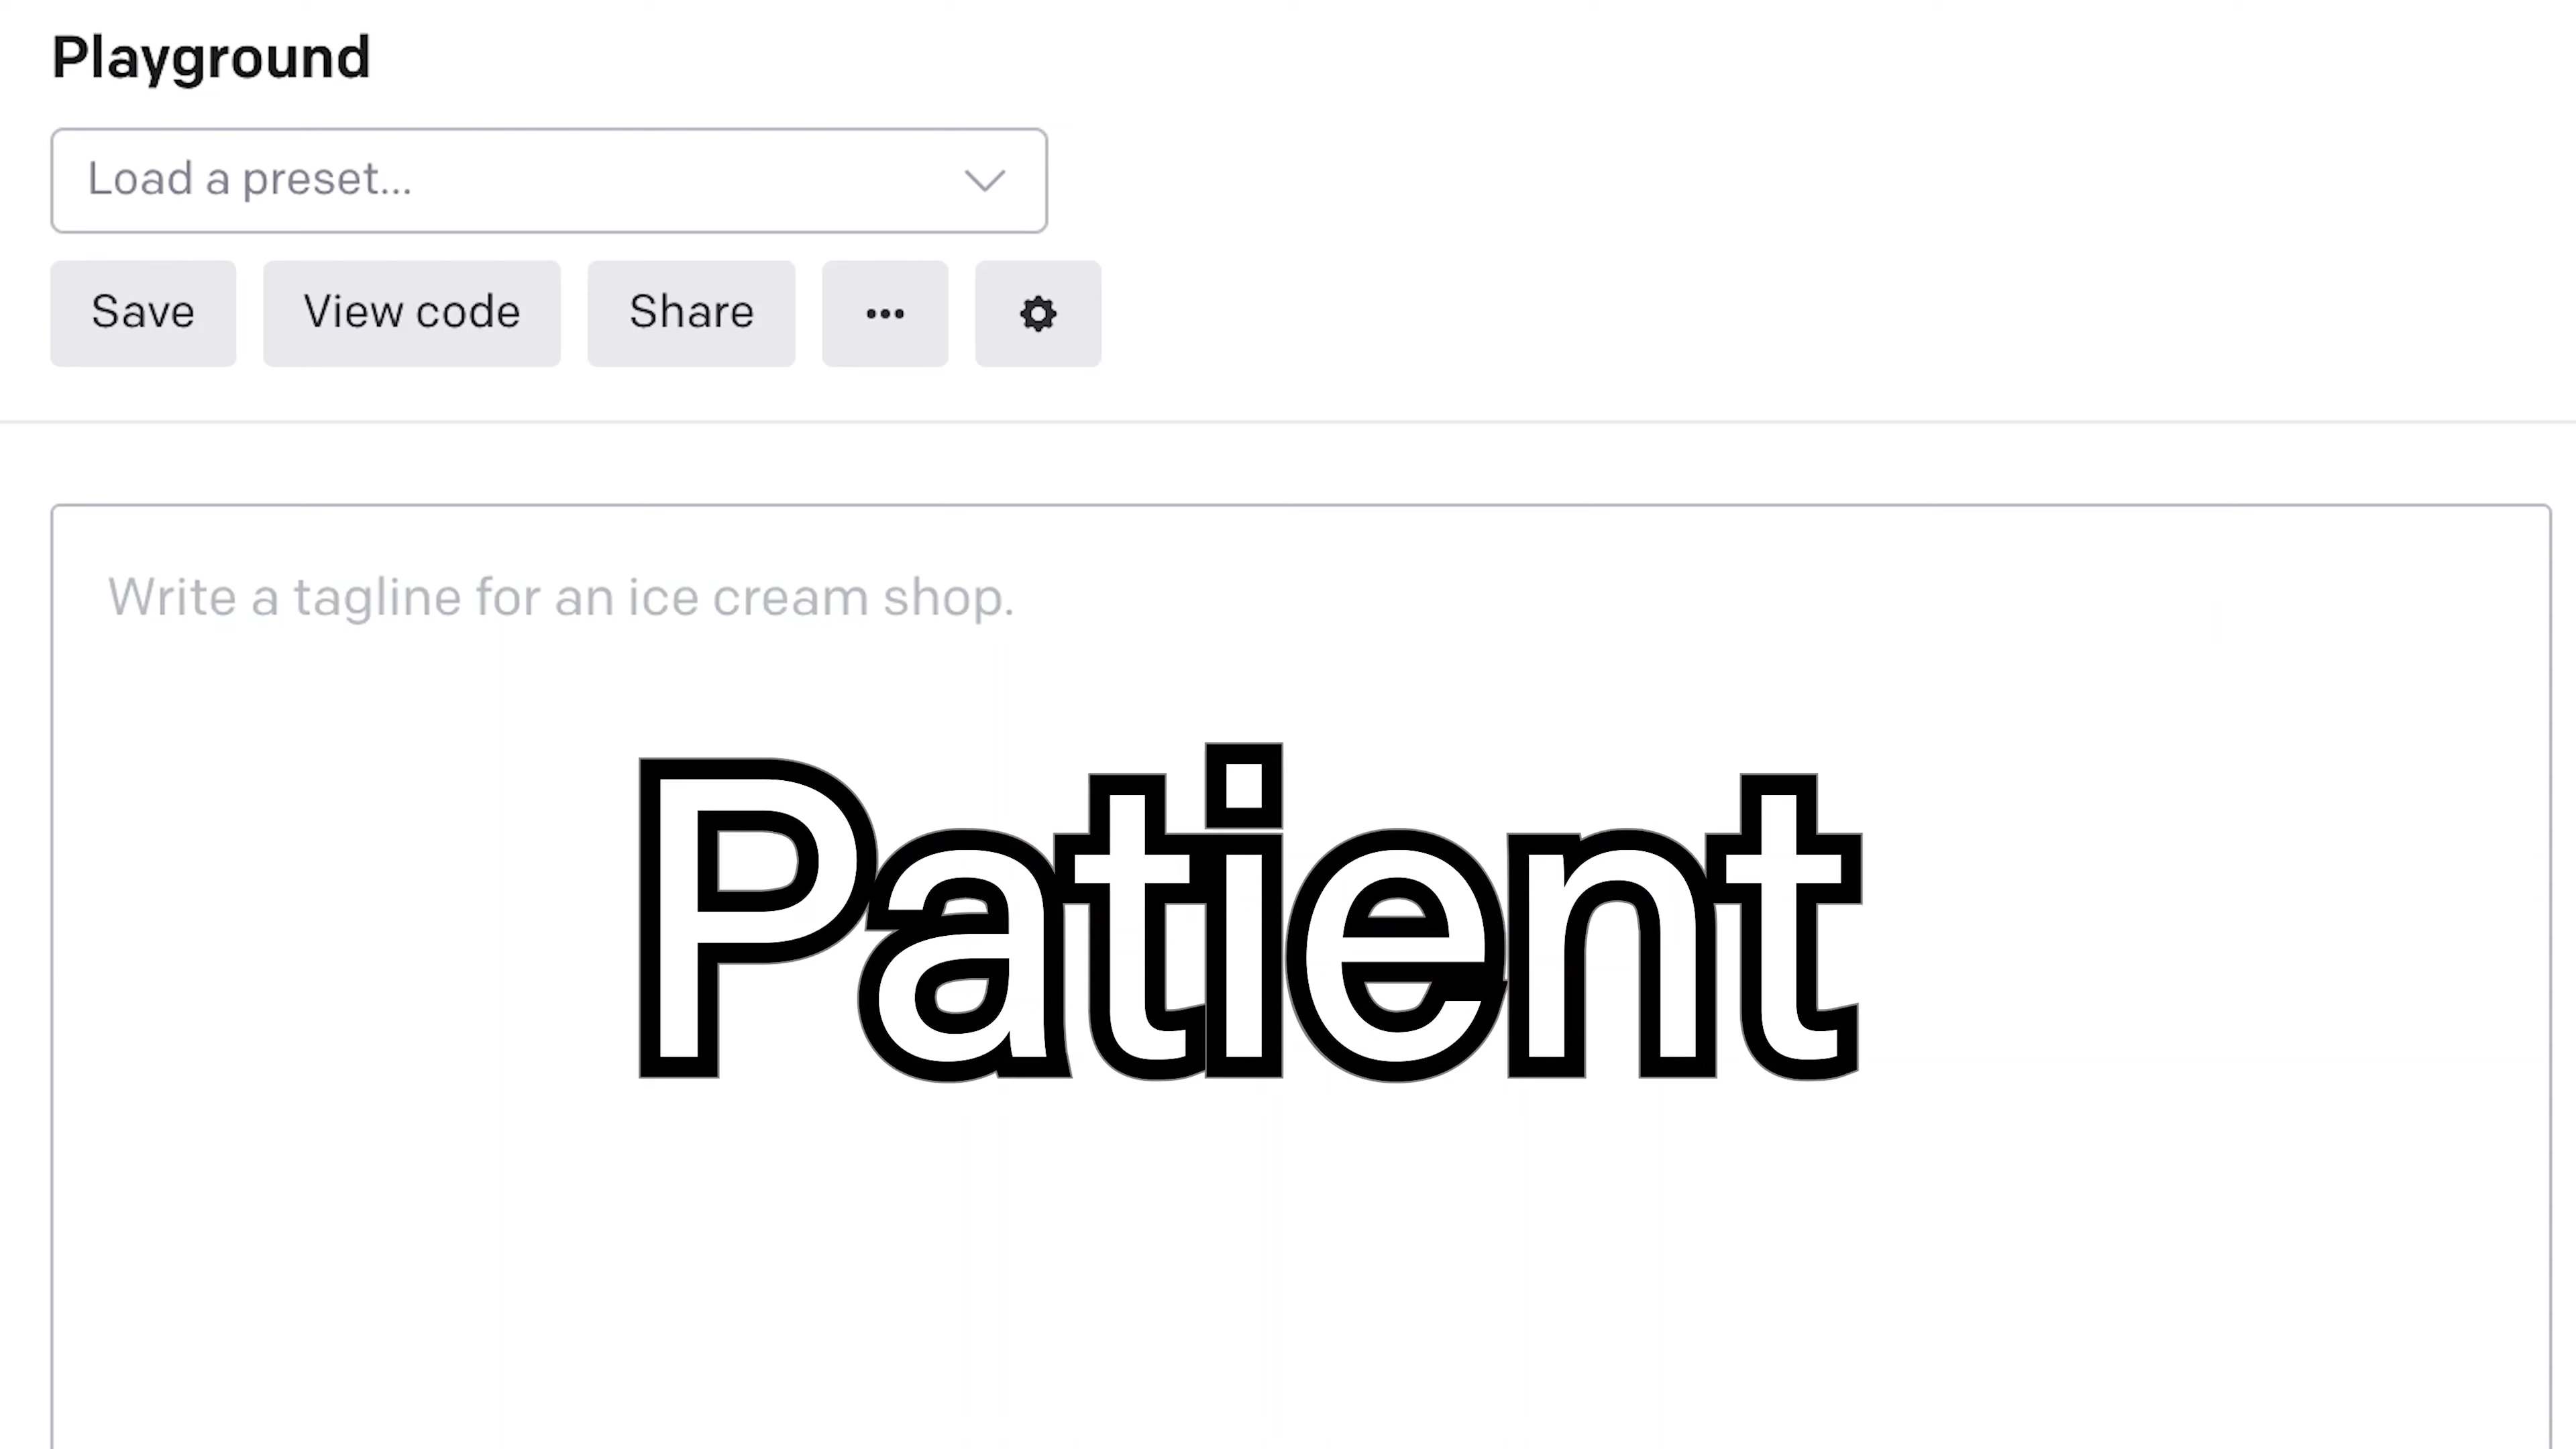 Playground
Load a preset...
Save View code Share ...
Write a tagline for an ice cream shop.
Patient